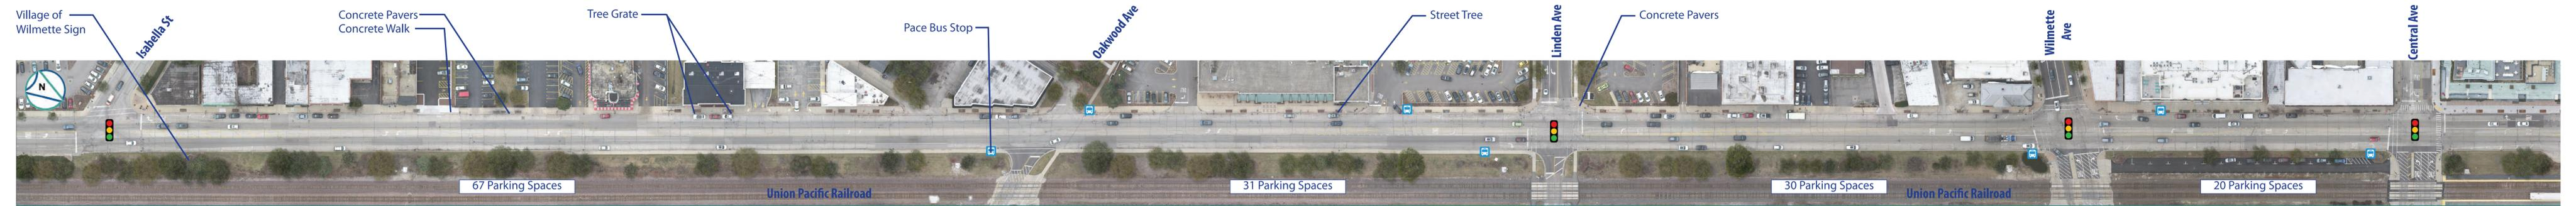 Village of
Wilmette Sign
Isabella St
Concrete Pavers
Concrete Walk
Tree Grate
Pace Bus Stop
Oakwood Ave
Street Tree
Linden Ave
Concrete Pavers
Wilmette
Ave
Central Ave
N
67 Parking Spaces
Union Pacific Railroad
31 Parking Spaces
30 Parking Spaces
Union Pacific Railroad
20 Parking Spaces